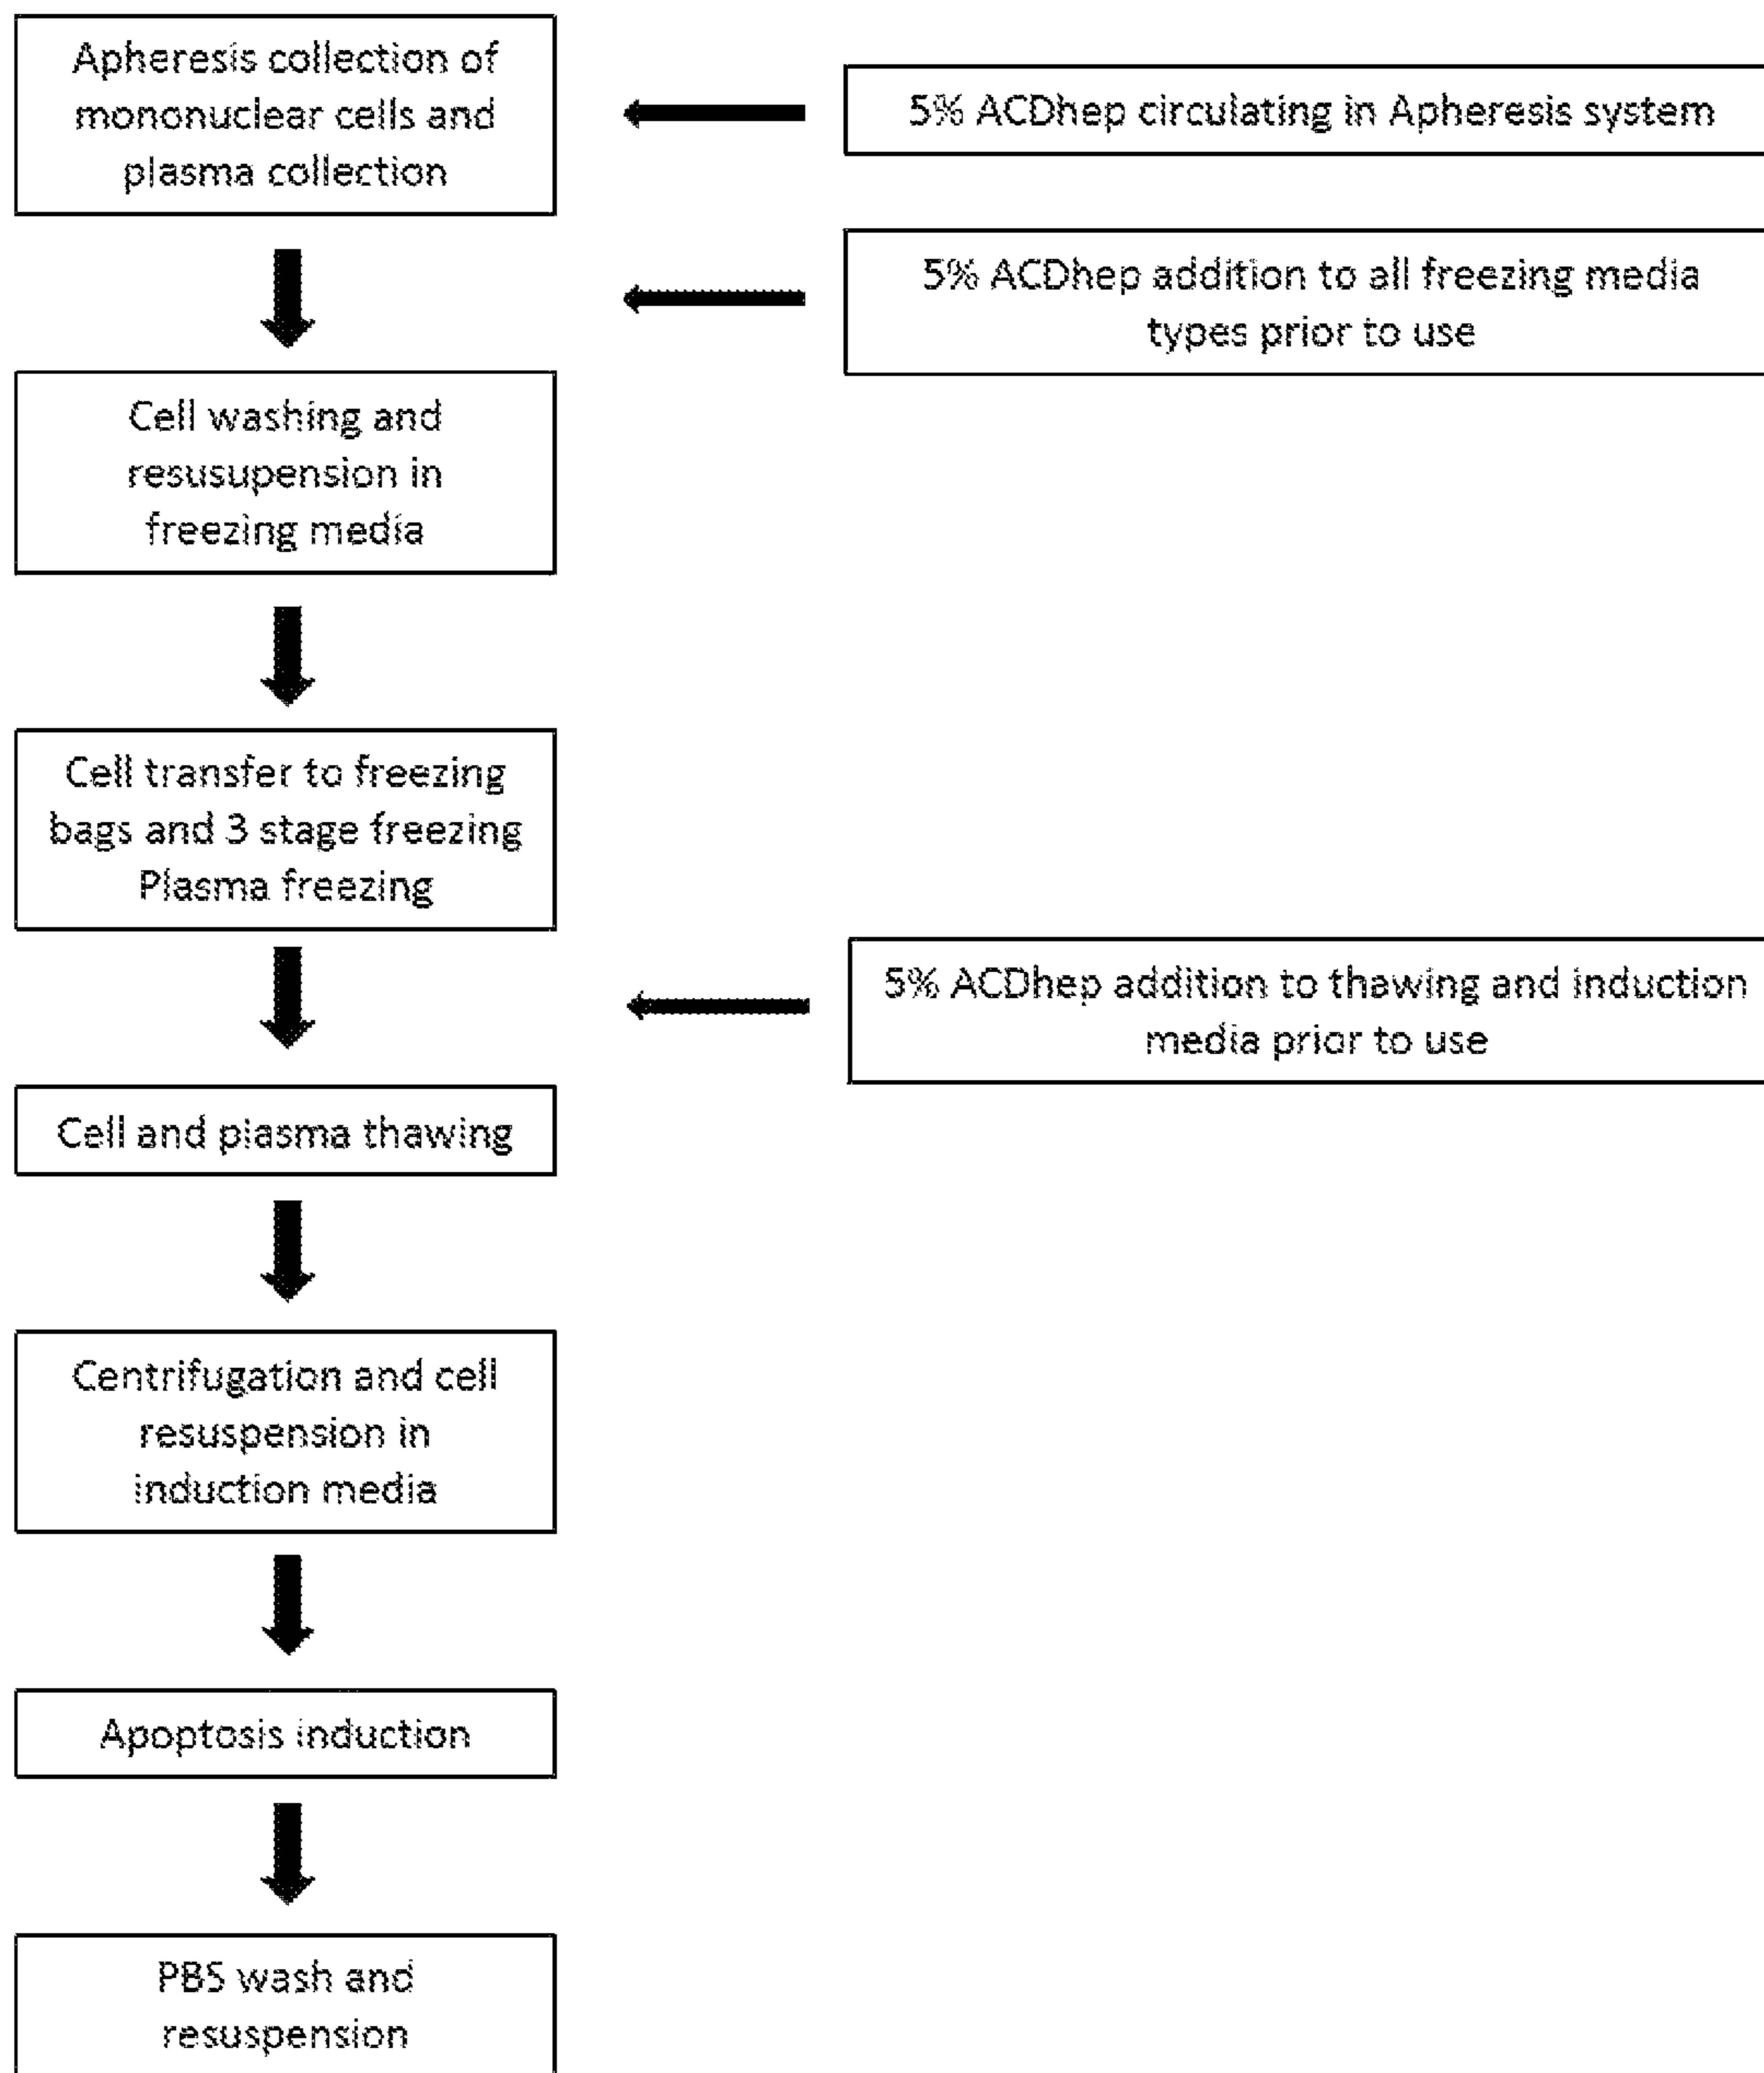 Apheresis collection of
mononuclear cells and
plasma collection
5% ACDhep circulating in Apheresis system
5% ACDhep addition to all freezing media
types prior to use
Cell washing and
resusupension in
freezing media
Cell transfer to freezing
bags and 3 stage freezing
Plasma freezing
5% ACDhep addition to thawing and induction
media prior to use
Cell and plasma thawing
Centrifugation and cell
resuspension in
induction media
Apoptosis induction
PBS wash and
resuspension